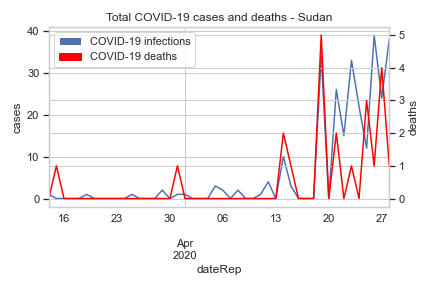 Total COVID-19 cases and deaths - Sudan
COVID-19 infections
COVID-19 deaths
40
30
20
10
0
cases
5
4
3
2
1
0
deaths
16 23 30 06 13 20 27
Apr
2020
dateRep